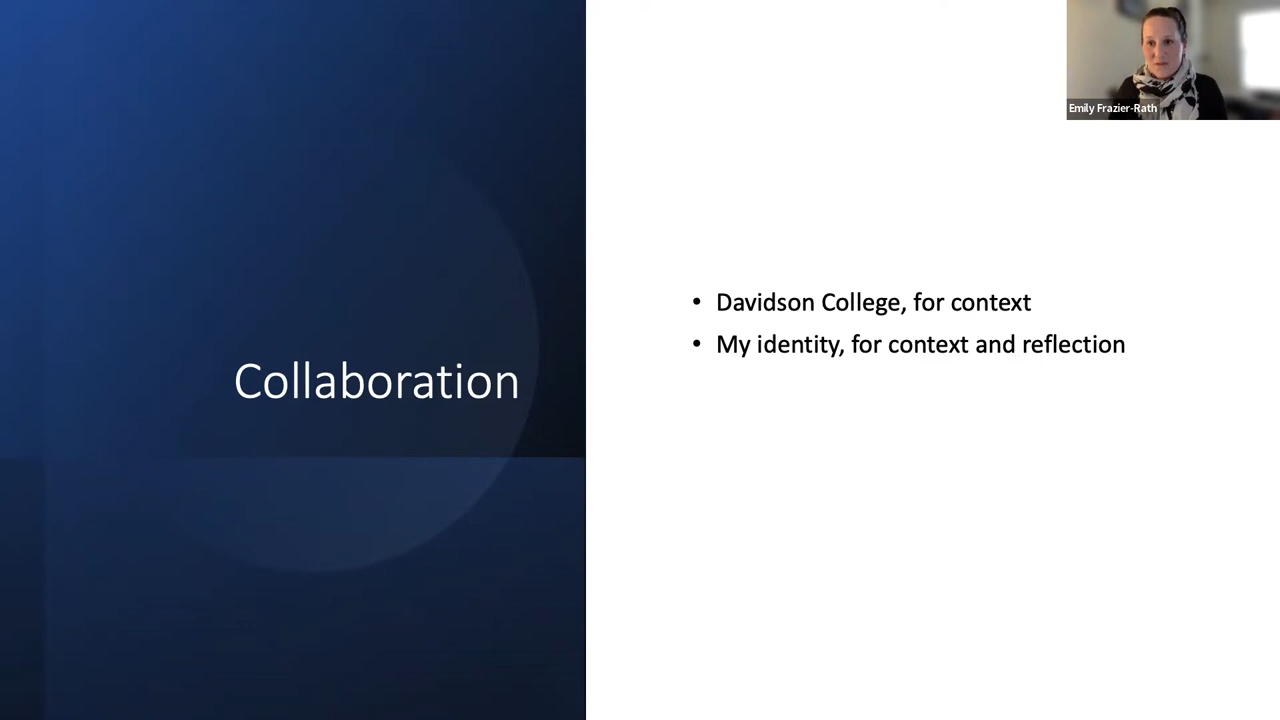 Collaboration
• Davidson College, for context
• My identity, for context and reflection
Emily Frazier-Rath